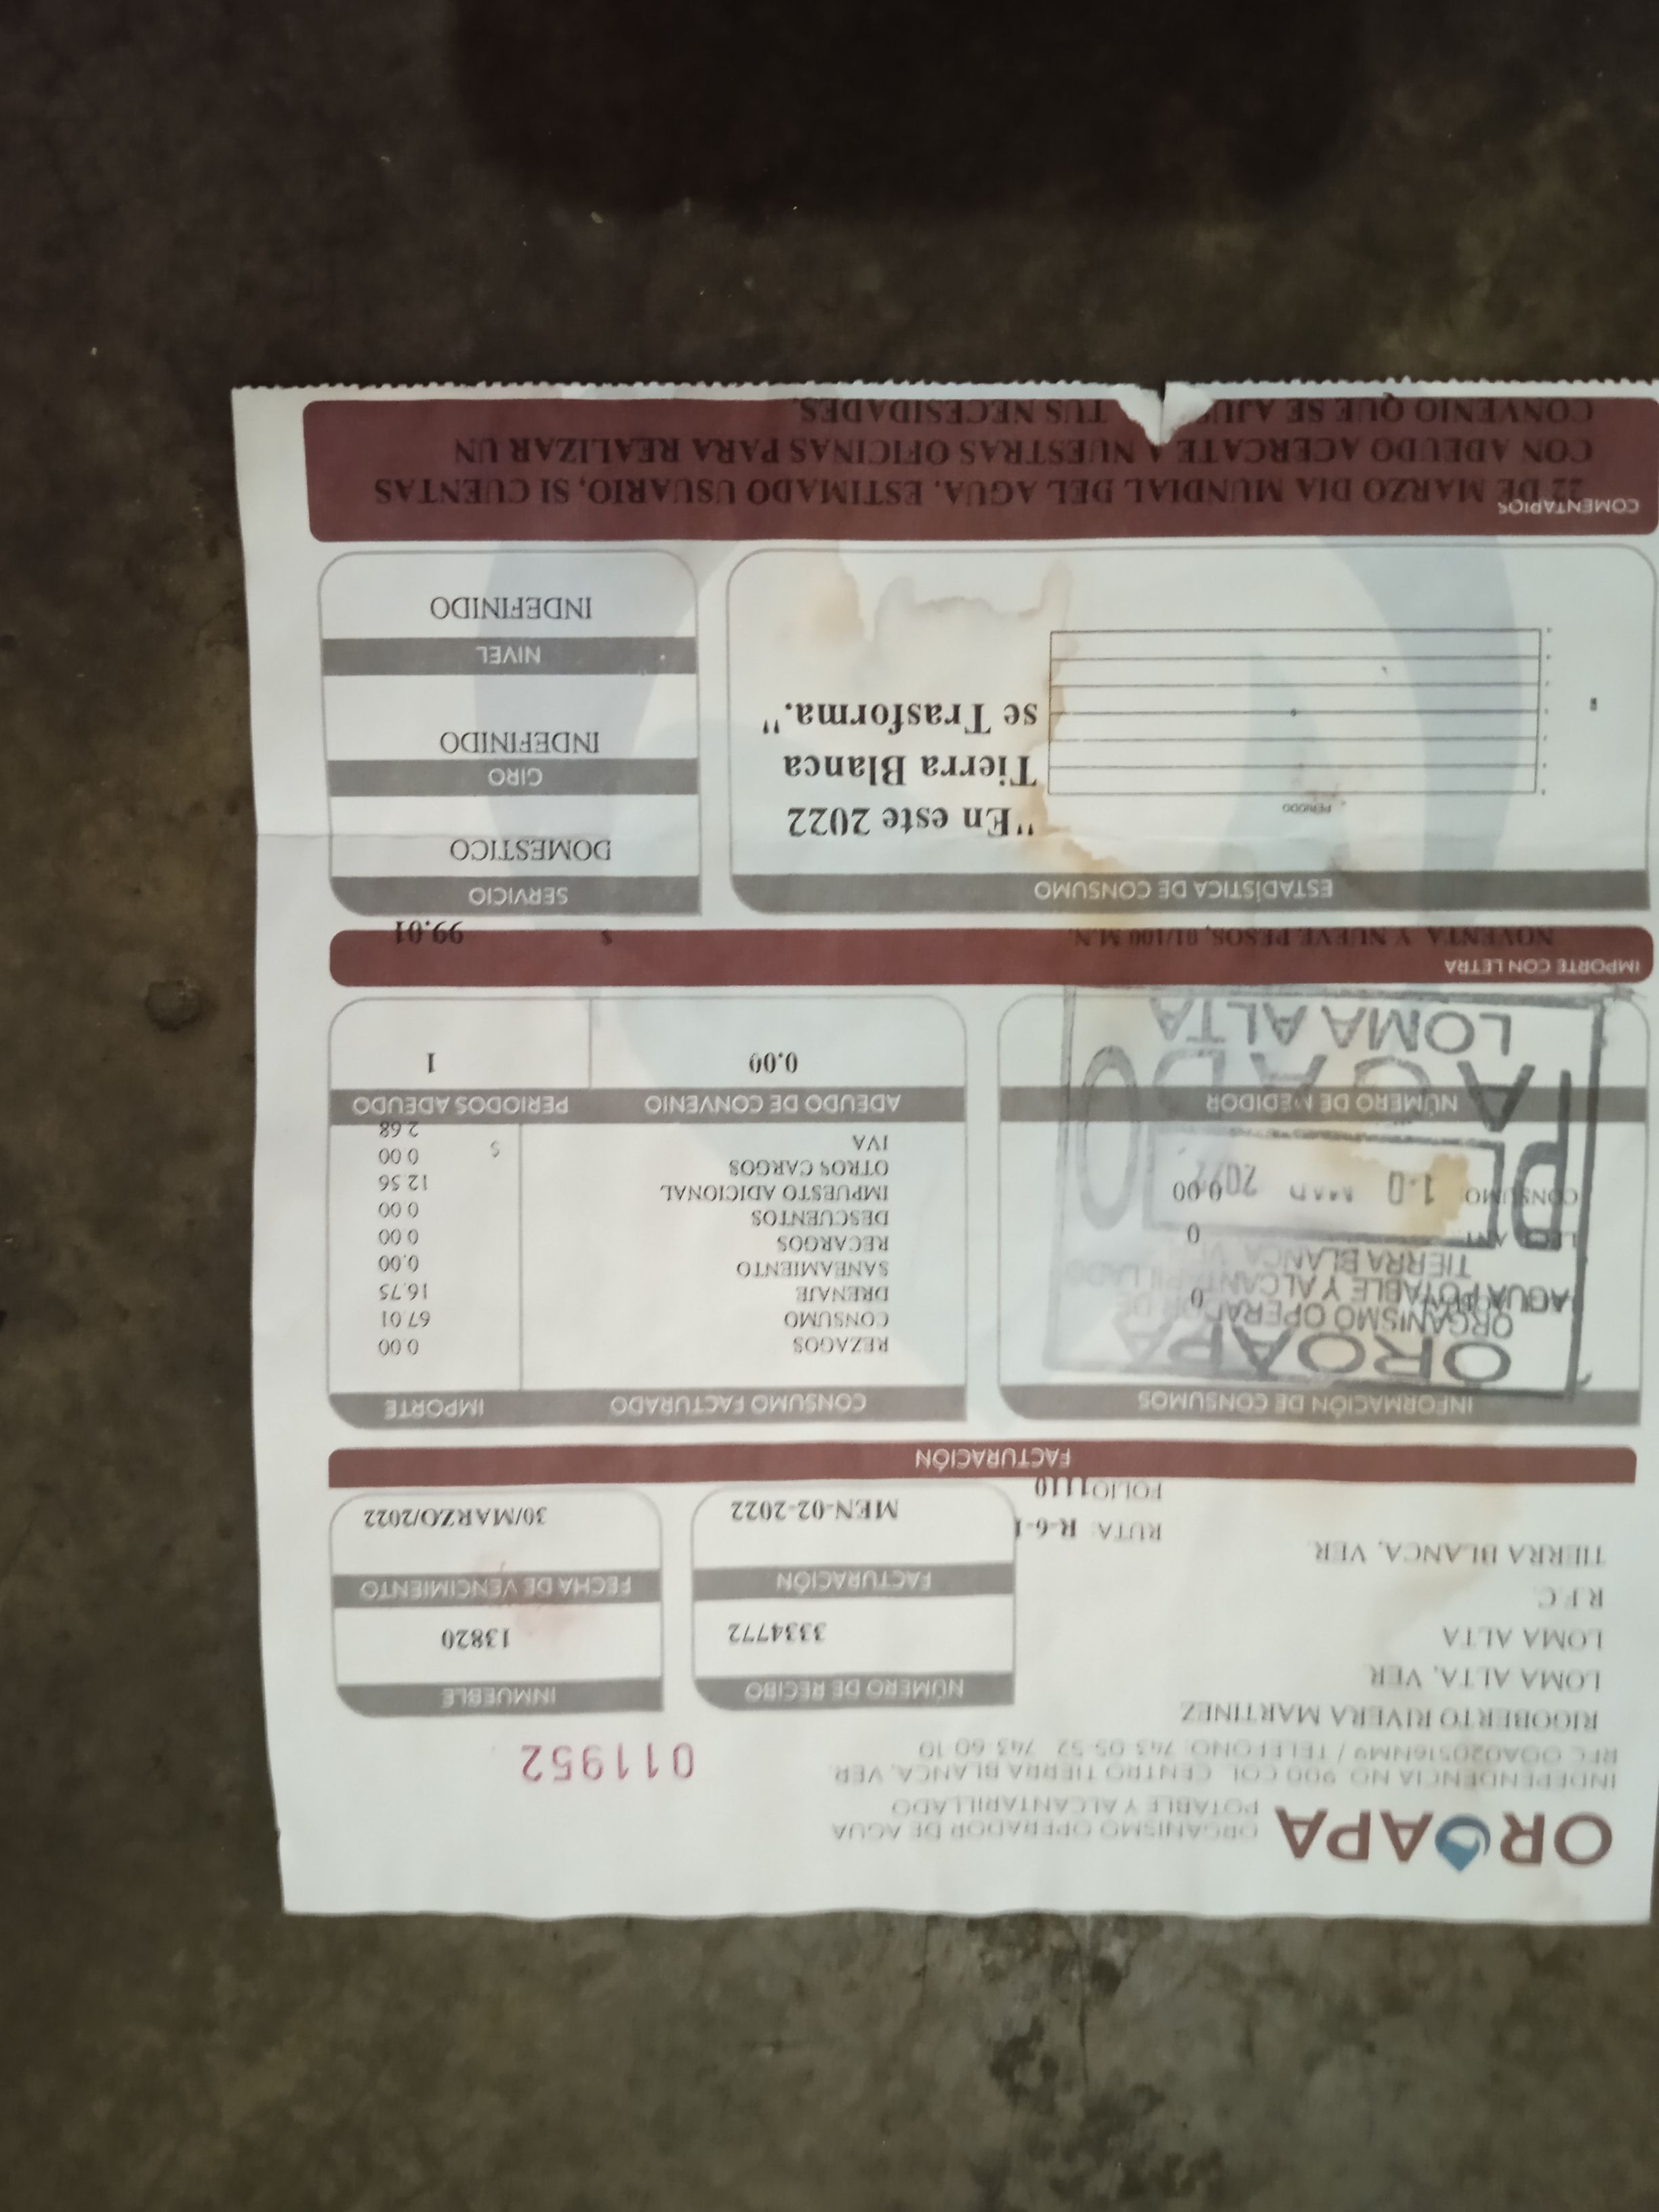 OROAPA
ORGANISMO OPERADOR DE AGUA
POTABLE Y ALCANTARILLADO
INDEPENDENCIA NO 900 COL CENTRO TIERRA BLANCA, VER.
RFC OOA020516NM9 / TELEFONO 743 05 52 743 60 10
011952
RIGOBERTO RIVERA MARTINEZ
LOMA ALTA, VER
LOMA ALTA
R F C
TIERRA BLANCA, VER.
RUTA: R-6-1
FOLIO 1110
NÚMERO DE RECIBO
3334772
INMUEBLE
13820
FACTURACIÓN
MEN-02-2022
FECHA DE VENCIMIENTO
30/MARZO/2022
FACTURACIÓN
INFORMACIÓN DE CONSUMOS
0
LEC ANT 0
CONSUMO 0.00
NÚMERO DE MEDIDOR
OROAPA
ORGANISMO OPERADOR DE
AGUA POTABLE Y ALCANTARILLADO
TIERRA BLANCA, VER.
10 MAR 2022
PAGADO
LOMA ALTA
CONSUMO FACTURADO IMPORTE
REZAGOS 0.00
CONSUMO 67.01
DRENAJE 16.75
SANEAMIENTO 0.00
RECARGOS 0.00
DESCUENTOS 0.00
IMPUESTO ADICIONAL 12.56
OTROS CARGOS 0.00
IVA $ 2.68
ADEUDO DE CONVENIO PERIODOS ADEUDO
0.00 1
IMPORTE CON LETRA
NOVENTA Y NUEVE PESOS, 01/100 M.N. $ 99.01
ESTADÍSTICA DE CONSUMO
PERIODO
"En este 2022
Tierra Blanca
se Trasforma."
SERVICIO
DOMESTICO
GIRO
INDEFINIDO
NIVEL
INDEFINIDO
COMENTARIOS
22 DE MARZO DIA MUNDIAL DEL AGUA. ESTIMADO USUARIO, SI CUENTAS
CON ADEUDO ACERCATE A NUESTRAS OFICINAS PARA REALIZAR UN
CONVENIO QUE SE AJU TUS NECESIDADES.